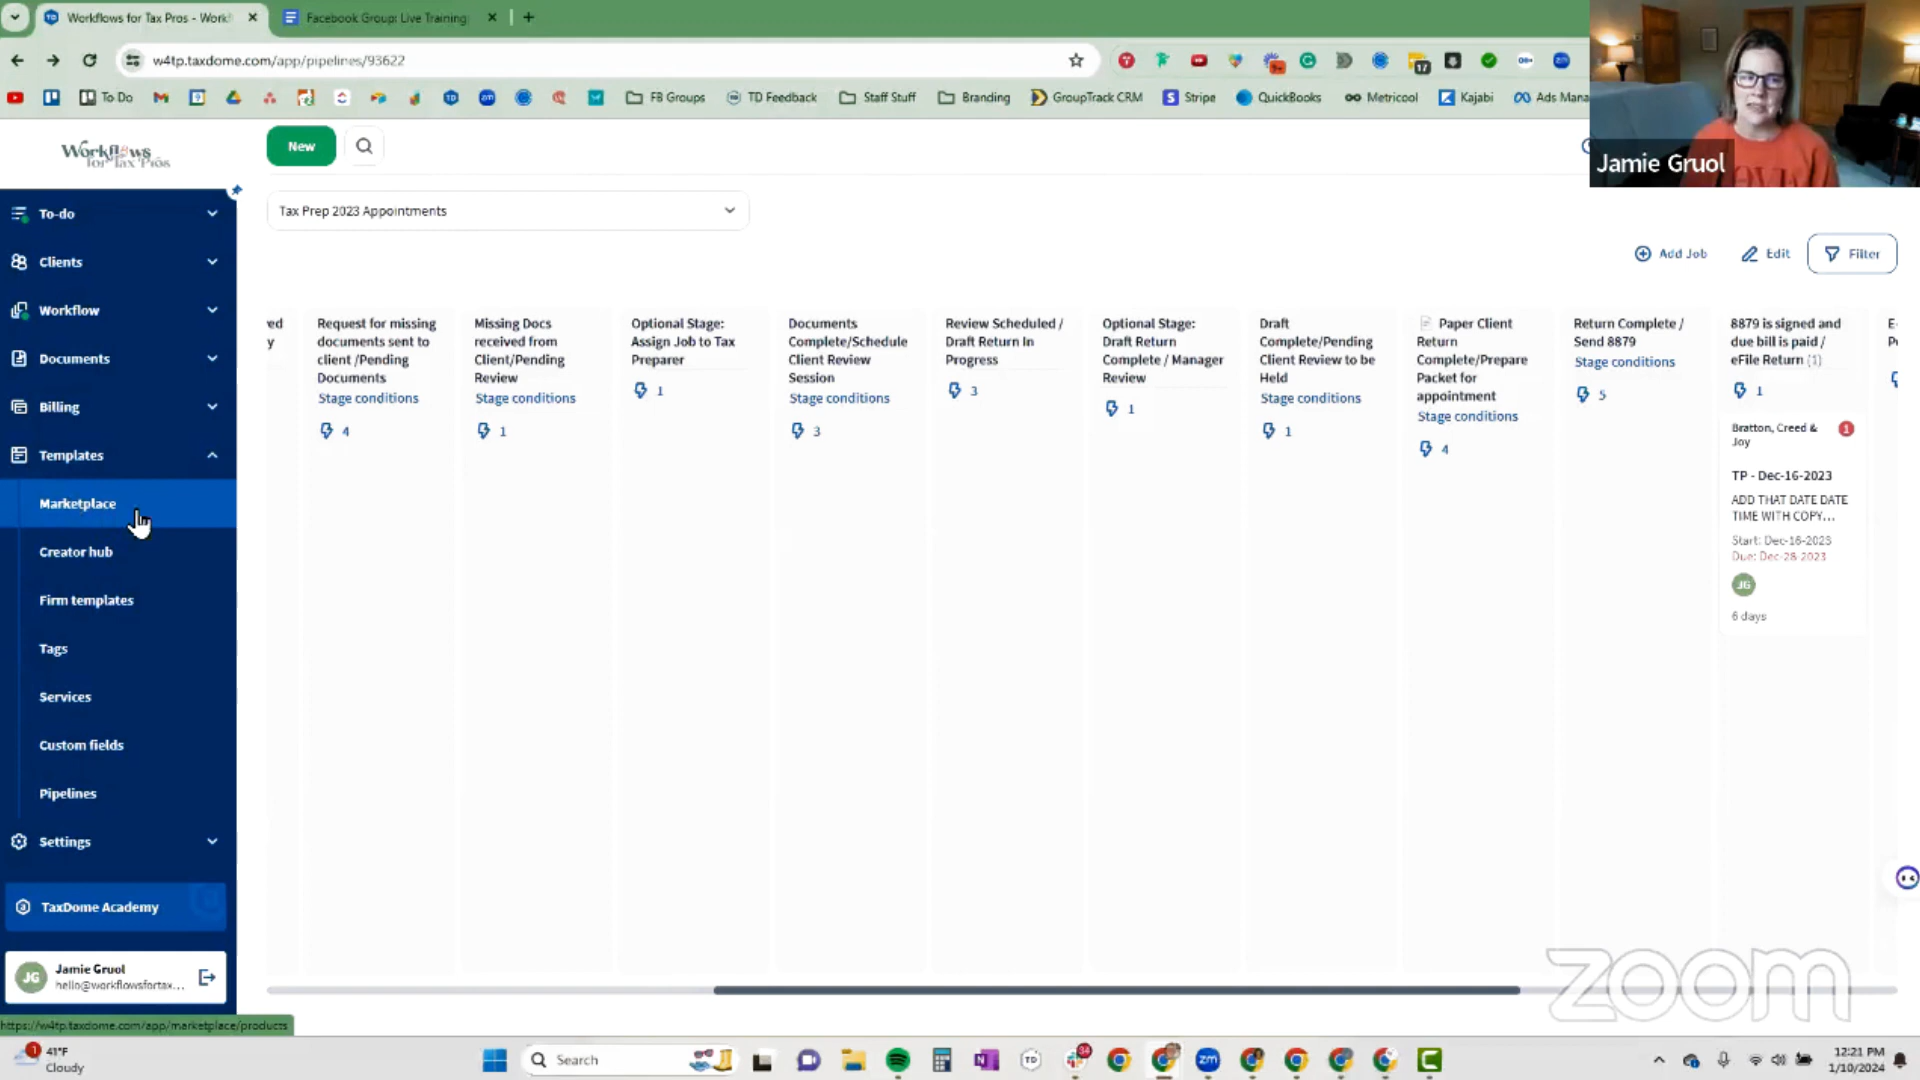 Workflows for Tax Pros - Work
Facebook Group: Live Training
w4tp.taxdome.com/app/pipelines/93622
To Do
FB Groups
TD Feedback
Staff Stuff
Branding
GroupTrack CRM
Stripe
QuickBooks
Metricool
Kajabi
Ads Mana
Jamie Gruol
Workflows
for Tax Pros
New
Tax Prep 2023 Appointments
Add Job
Edit
Filter
To-do
Clients
Workflow
Documents
Billing
Templates
Marketplace
Creator hub
Firm templates
Tags
Services
Custom fields
Pipelines
Settings
TaxDome Academy
JG
Jamie Gruol
hello@workflowsfortax...
https://w4tp.taxdome.com/app/marketplace/products
ved
y
Request for missing
documents sent to
client /Pending
Documents
Stage conditions
4
Missing Docs
received from
Client/Pending
Review
Stage conditions
1
Optional Stage:
Assign Job to Tax
Preparer
1
Documents
Complete/Schedule
Client Review
Session
Stage conditions
3
Review Scheduled /
Draft Return In
Progress
3
Optional Stage:
Draft Return
Complete / Manager
Review
1
Draft
Complete/Pending
Client Review to be
Held
Stage conditions
1
Paper Client
Return
Complete/Prepare
Packet for
appointment
Stage conditions
4
Return Complete /
Send 8879
Stage conditions
5
8879 is signed and
due bill is paid /
eFile Return (1)
1
Bratton, Creed &
Joy
1
TP - Dec-16-2023
ADD THAT DATE DATE
TIME WITH COPY...
Start: Dec-16-2023
Due: Dec-28-2023
JG
6 days
zoom
1
41°F
Cloudy
Search
34
12:21 PM
1/10/2024